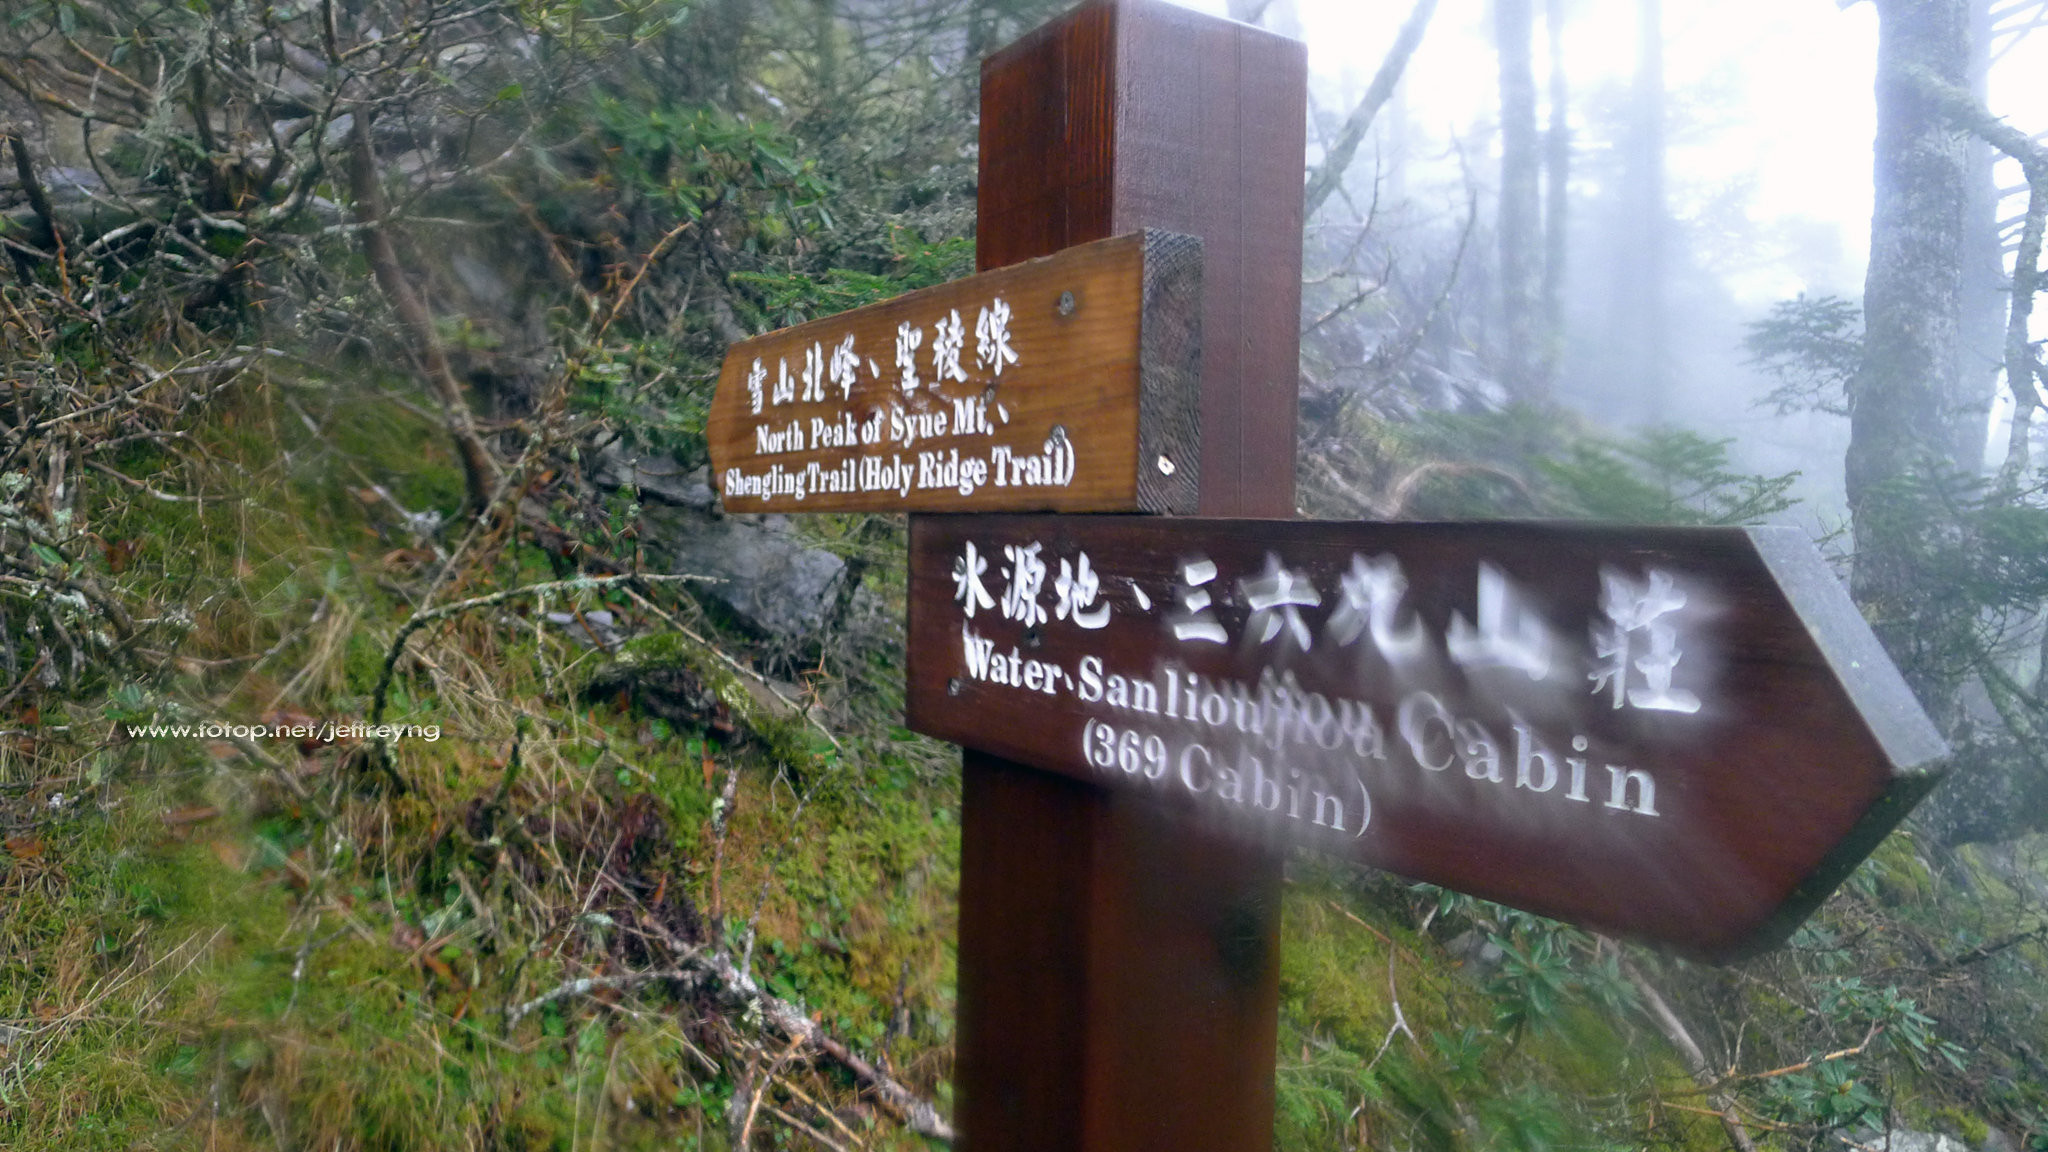 雪山北峰、聖稜線
North Peak of Syue Mt.、
Shengling Trail (Holy Ridge Trail)
水源地、三六九山莊
Water、Sanlioujiou Cabin
(369 Cabin)
www.fotop.net/jeffreyng